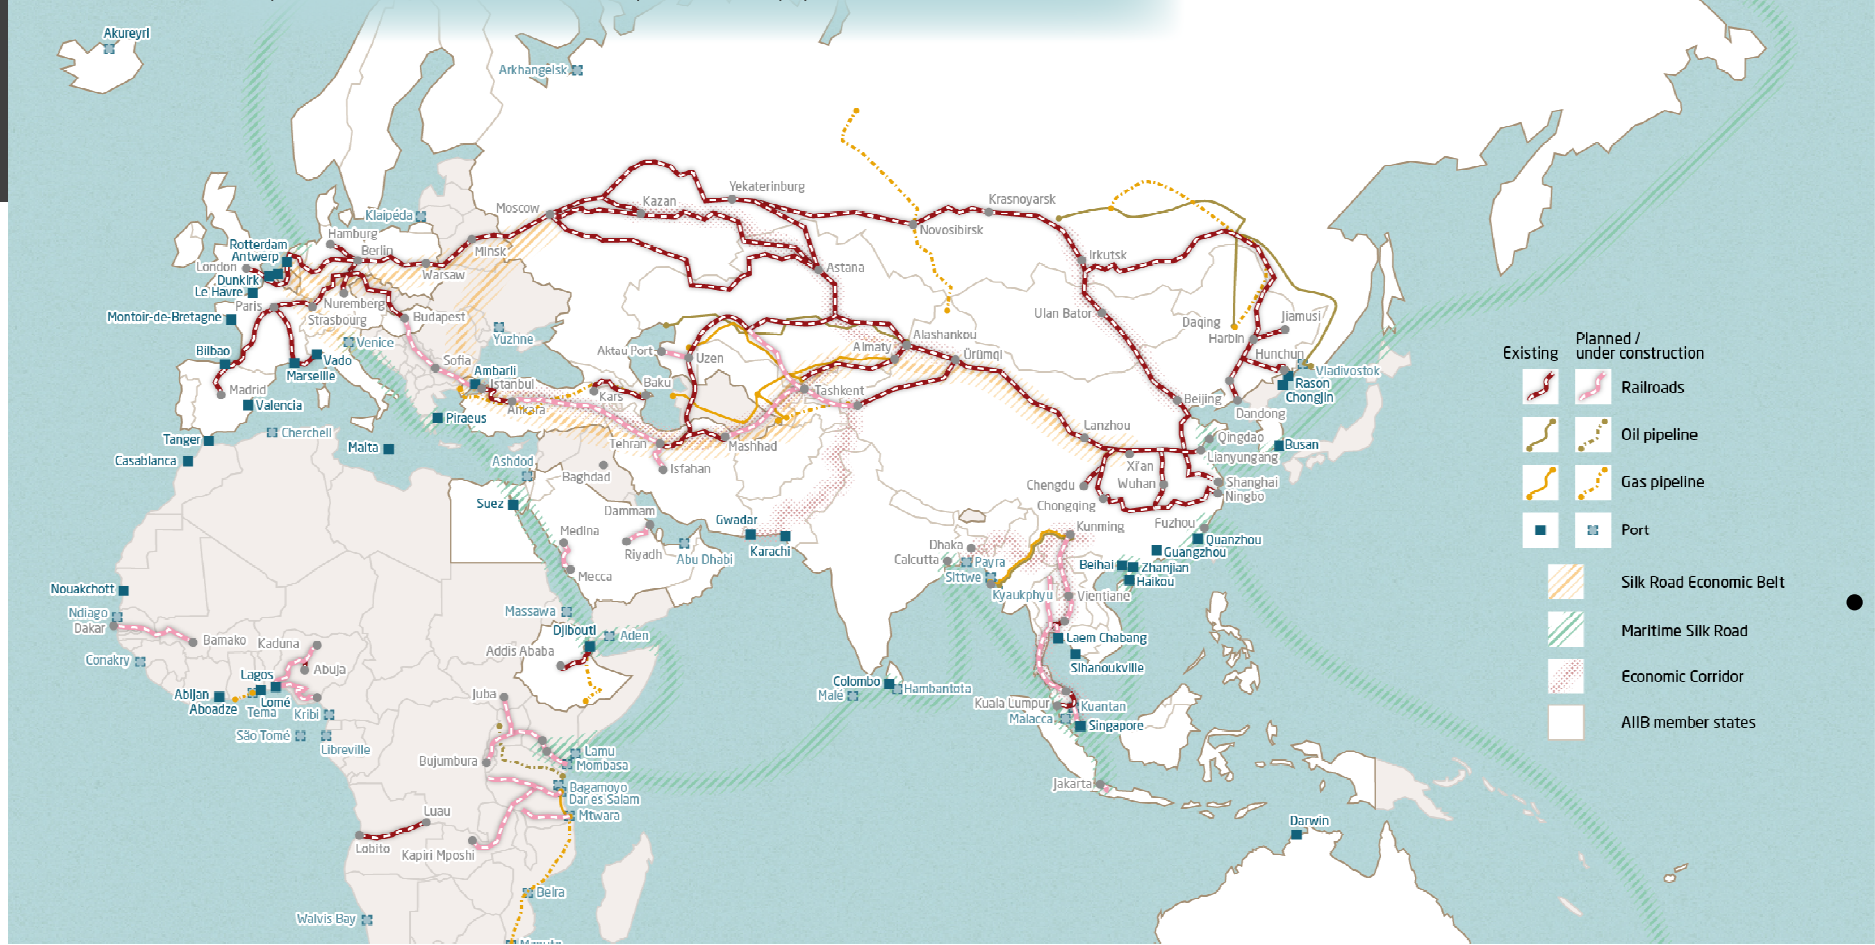 Akureyri
Arkhangelsk
Yekaterinburg
Krasnoyarsk
Kazan
Moscow
Klaipéda
Novosibirsk
Hamburg
Rotterdam
Berlin
Minsk
Antwerp
Irkutsk
London
Astana
Warsaw
Dunkirk
Le Havre
Paris
Nuremberg
Montoir-de-Bretagne
Strasbourg
Budapest
Ulan Bator
Jiamusi
Daqing
Yuzhne
Alashankou
Harbin
Venice
Almaty
Bilbao
Aktau Port
Ürümqi
Hunchun
Vado
Sofia
Uzen
Vladivostok
Marseille
Ambarli
Istanbul
Baku
Rason
Madrid
Tashkent
Kars
Chongjin
Beijing
Valencia
Ankara
Dandong
Piraeus
Lanzhou
Cherchell
Tanger
Tehran
Mashhad
Qingdao
Busan
Malta
Lianyungang
Casablanca
Ashdod
Xi'an
Isfahan
Baghdad
Chengdu
Wuhan
Shanghai
Ningbo
Suez
Chongqing
Dammam
Gwadar
Kunming
Fuzhou
Medina
Quanzhou
Dhaka
Karachi
Riyadh
Guangzhou
Abu Dhabi
Calcutta
Payra
Beihai
Zhanjian
Mecca
Sittwe
Haikou
Nouakchott
Kyaukphyu
Vientiane
Ndiago
Massawa
Dakar
Djibouti
Aden
Bamako
Kaduna
Laem Chabang
Addis Ababa
Conakry
Sihanoukville
Abuja
Lagos
Colombo
Hambantota
Juba
Abijan
Malé
Lomé
Kuala Lumpur
Kuantan
Aboadze
Tema
Kribi
Malacca
Singapore
São Tomé
Libreville
Lamu
Bujumbura
Mombasa
Jakarta
Bagamoyo
Dar es Salam
Luau
Mtwara
Darwin
Lobito
Kapiri Mposhi
Beira
Walvis Bay
Existing
Planned /
under construction
Railroads
Oil pipeline
Gas pipeline
Port
Silk Road Economic Belt
Maritime Silk Road
Economic Corridor
AIIB member states